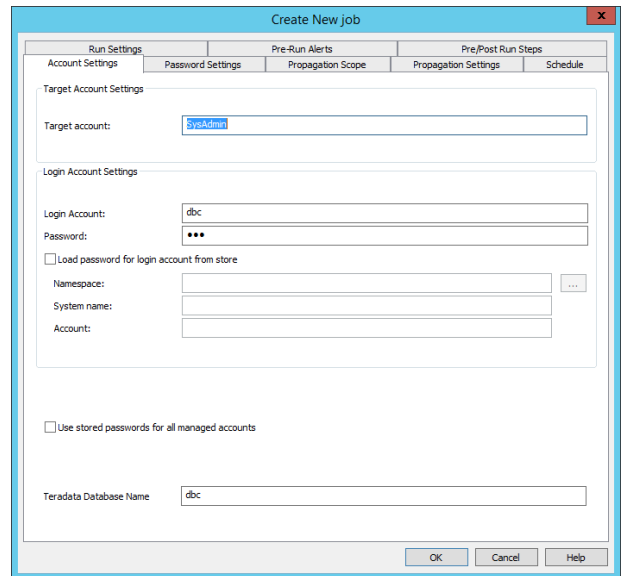 Create New job
x
Run Settings Pre-Run Alerts Pre/Post Run Steps
Account Settings Password Settings Propagation Scope Propagation Settings Schedule
Target Account Settings
Target account: SysAdmin
Login Account Settings
Login Account: dbc
Password: •••
Load password for login account from store
Namespace: ...
System name:
Account:
Use stored passwords for all managed accounts
Teradata Database Name dbc
OK Cancel Help